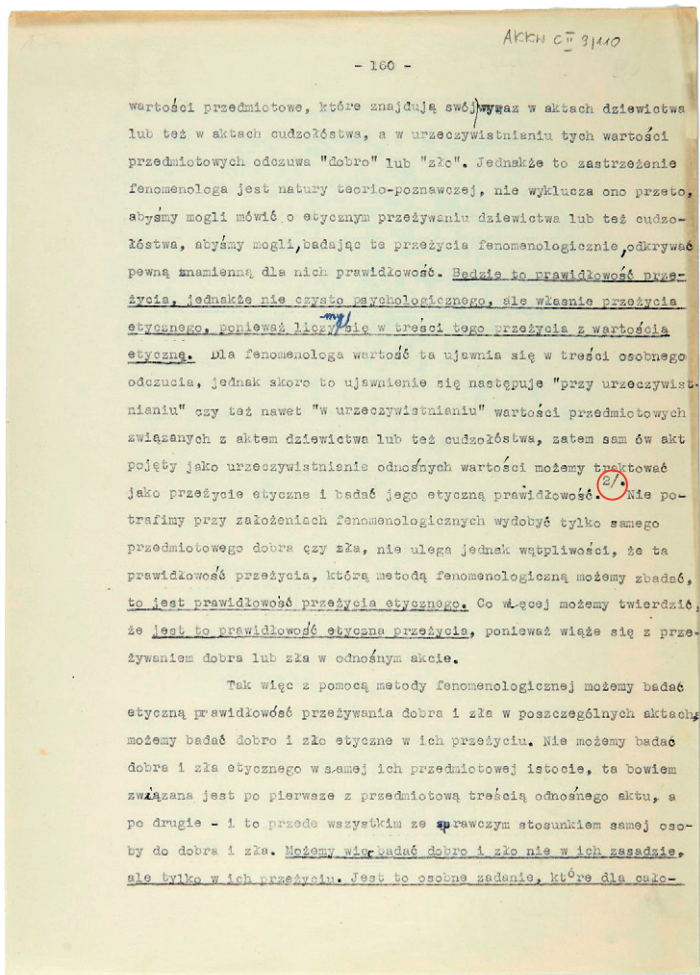 AKKW C II 3/110
- 160 -
wartości przedmiotowe, które znajdują swój wyraz w aktach dziewictwa
lub też w aktach cudzołóstwa, a w urzeczywistnianiu tych wartości
przedmiotowych odczuwa "dobro" lub "zło". Jednakże to zastrzeżenie
fenomenologa jest natury teorio-poznawczej, nie wyklucza ono przeto,
abyśmy mogli mówić o etycznym przeżywaniu dziewictwa lub też cudzo-
łóstwa, abyśmy mogli, badając te przeżycia fenomenologicznie, odkrywać
pewną znamienną dla nich prawidłowość. Będzie to prawidłowość prze-
życia, jednakże nie czysto psychologicznego, ale własnie przeżycia
etycznego, ponieważ liczymy się w treści tego przeżycia z wartością
etyczną. Dla fenomenologa wartość ta ujawnia się w treści osobnego
odczucia, jednak skoro to ujawnienie się następuje "przy urzeczywist-
nianiu" czy też nawet "w urzeczywistnianiu" wartości przedmiotowych
związanych z aktem dziewictwa lub też cudzołóstwa, zatem sam ów akt
pojęty jako urzeczywistnianie odnośnych wartości możemy traktować
jako przeżycie etyczne i badać jego etyczną prawidłowość. 2/. Nie po-
trafimy przy założeniach fenomenologicznych wydobyć tylko samego
przedmiotowego dobra czy zła, nie ulega jednak wątpliwości, że ta
prawidłowość przeżycia, którą metodą fenomenologiczną możemy zbadać,
to jest prawidłowość przeżycia etycznego. Co więcej możemy twierdzić,
że jest to prawidłowość etyczna przeżycia, ponieważ wiąże się z prze-
żywaniem dobra lub zła w odnośnym akcie.
Tak więc z pomocą metody fenomenologicznej możemy badać
etyczną prawidłowość przeżywania dobra i zła w poszczególnych aktach,
możemy badać dobro i zło etyczne w ich przeżyciu. Nie możemy badać
dobra i zła etycznego w samej ich przedmiotowej istocie, ta bowiem
związana jest po pierwsze z przedmiotową treścią odnośnego aktu, a
po drugie - i to przede wszystkim ze sprawczym stosunkiem samej oso-
by do dobra i zła. Możemy więc badać dobro i zło nie w ich zasadzie,
ale tylko w ich przeżyciu. Jest to osobne zadanie, które dla cało-